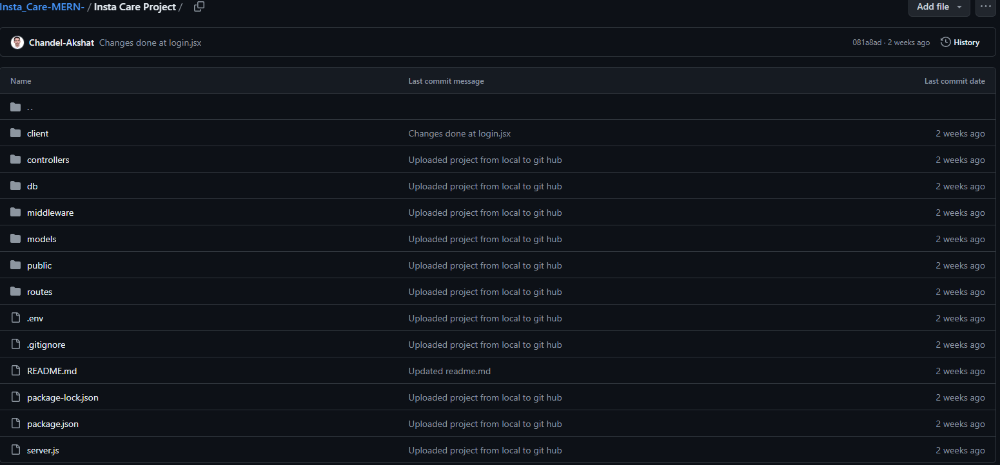 Insta_Care-MERN- / Insta Care Project /
Add file
Chandel-Akshat Changes done at login.jsx 081a8ad · 2 weeks ago History
Name Last commit message Last commit date
..
client Changes done at login.jsx 2 weeks ago
controllers Uploaded project from local to git hub 2 weeks ago
db Uploaded project from local to git hub 2 weeks ago
middleware Uploaded project from local to git hub 2 weeks ago
models Uploaded project from local to git hub 2 weeks ago
public Uploaded project from local to git hub 2 weeks ago
routes Uploaded project from local to git hub 2 weeks ago
.env Uploaded project from local to git hub 2 weeks ago
.gitignore Uploaded project from local to git hub 2 weeks ago
README.md Updated readme.md 2 weeks ago
package-lock.json Uploaded project from local to git hub 2 weeks ago
package.json Uploaded project from local to git hub 2 weeks ago
server.js Uploaded project from local to git hub 2 weeks ago